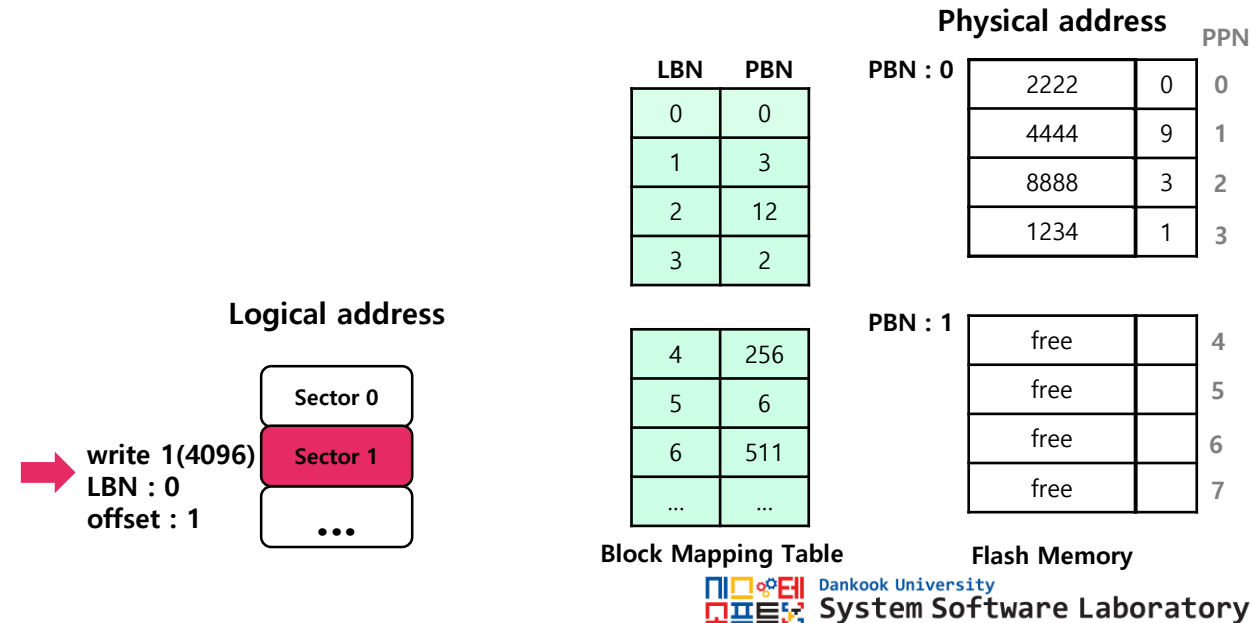 Physical address
PPN
LBN PBN
0 0
1 3
2 12
3 2
4 256
5 6
6 511
... ...
Block Mapping Table
PBN : 0
2222 0 0
4444 9 1
8888 3 2
1234 1 3
PBN : 1
free 4
free 5
free 6
free 7
Flash Memory
Logical address
Sector 0
Sector 1
...
write 1(4096)
LBN : 0
offset : 1
Dankook University
System Software Laboratory